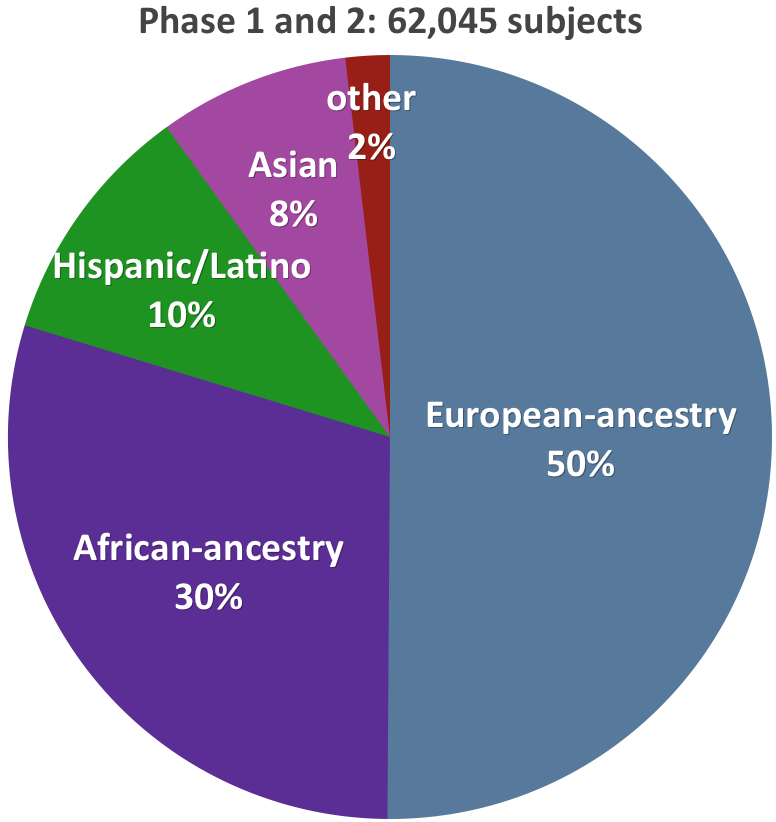 Phase 1 and 2: 62,045 subjects
other
2%
Asian
8%
Hispanic/Latino
10%
European-ancestry
50%
African-ancestry
30%